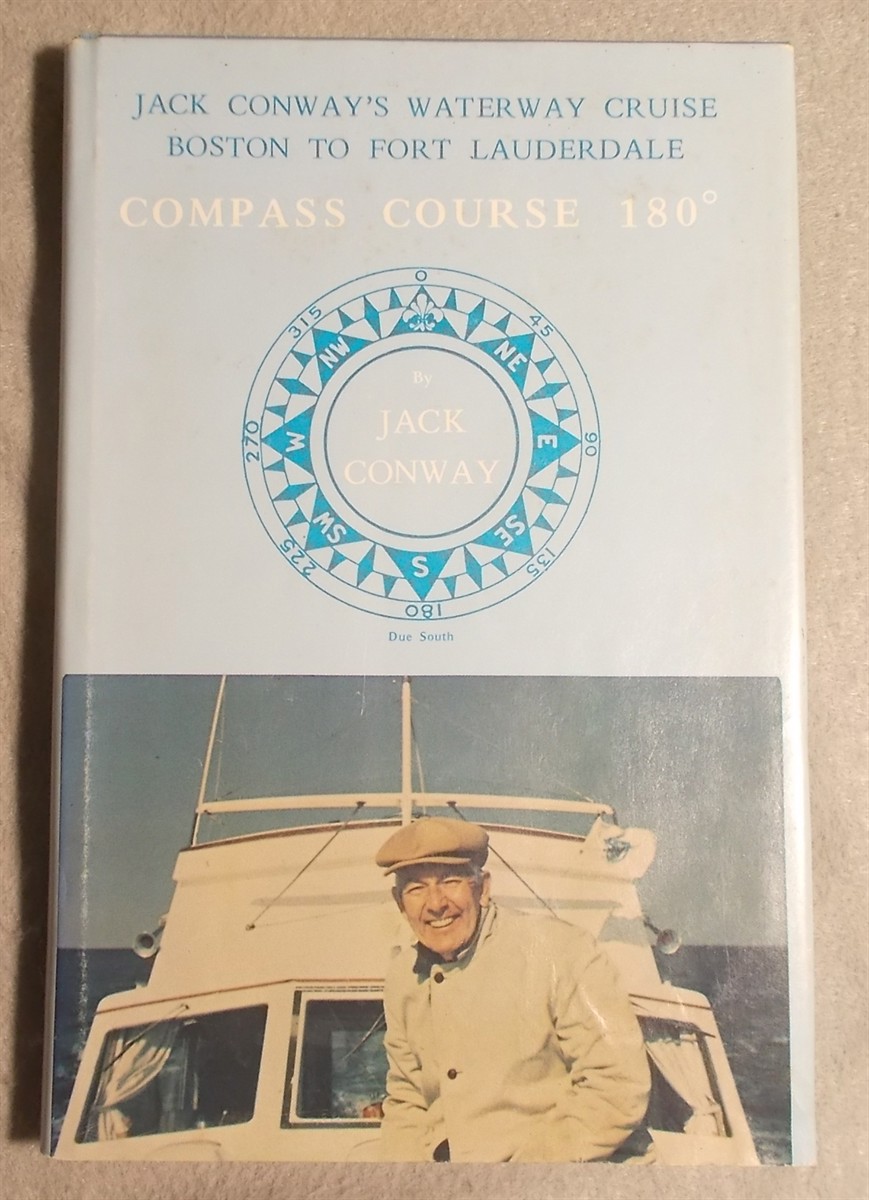 JACK CONWAY'S WATERWAY CRUISE
BOSTON TO FORT LAUDERDALE
COMPASS COURSE 180°
0
45
NE
90
E
135
SE
180
S
225
SW
270
W
315
NW
By
JACK
CONWAY
Due South